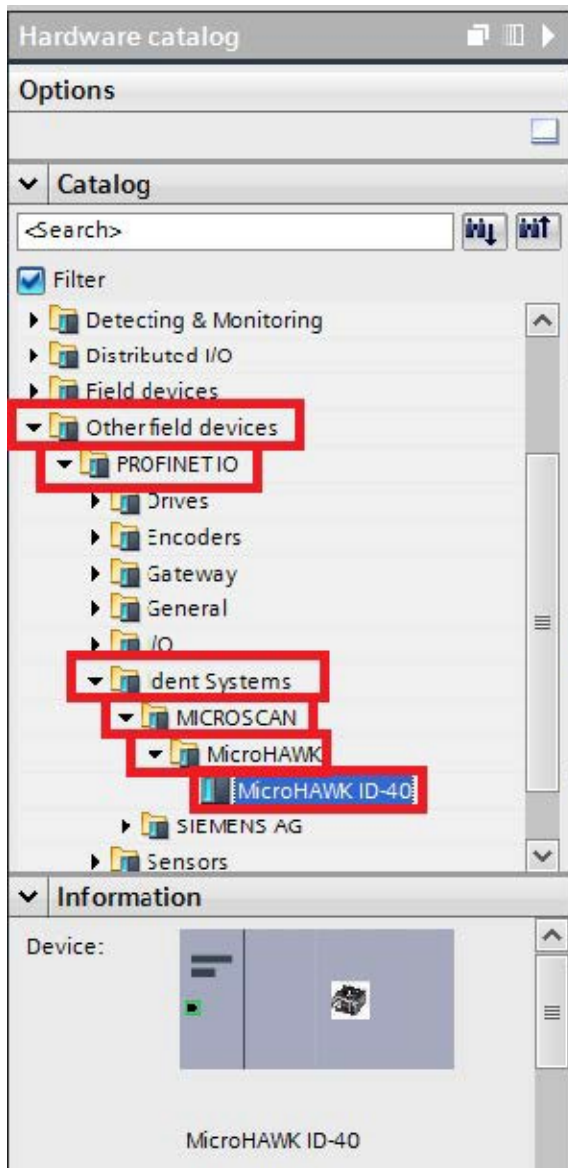 Hardware catalog
Options
Catalog
<Search>
Filter
Detecting & Monitoring
Distributed I/O
Field devices
Other field devices
PROFINET IO
Drives
Encoders
Gateway
General
I/O
Ident Systems
MICROSCAN
MicroHAWK
MicroHAWK ID-40
SIEMENS AG
Sensors
Information
Device:
MicroHAWK ID-40